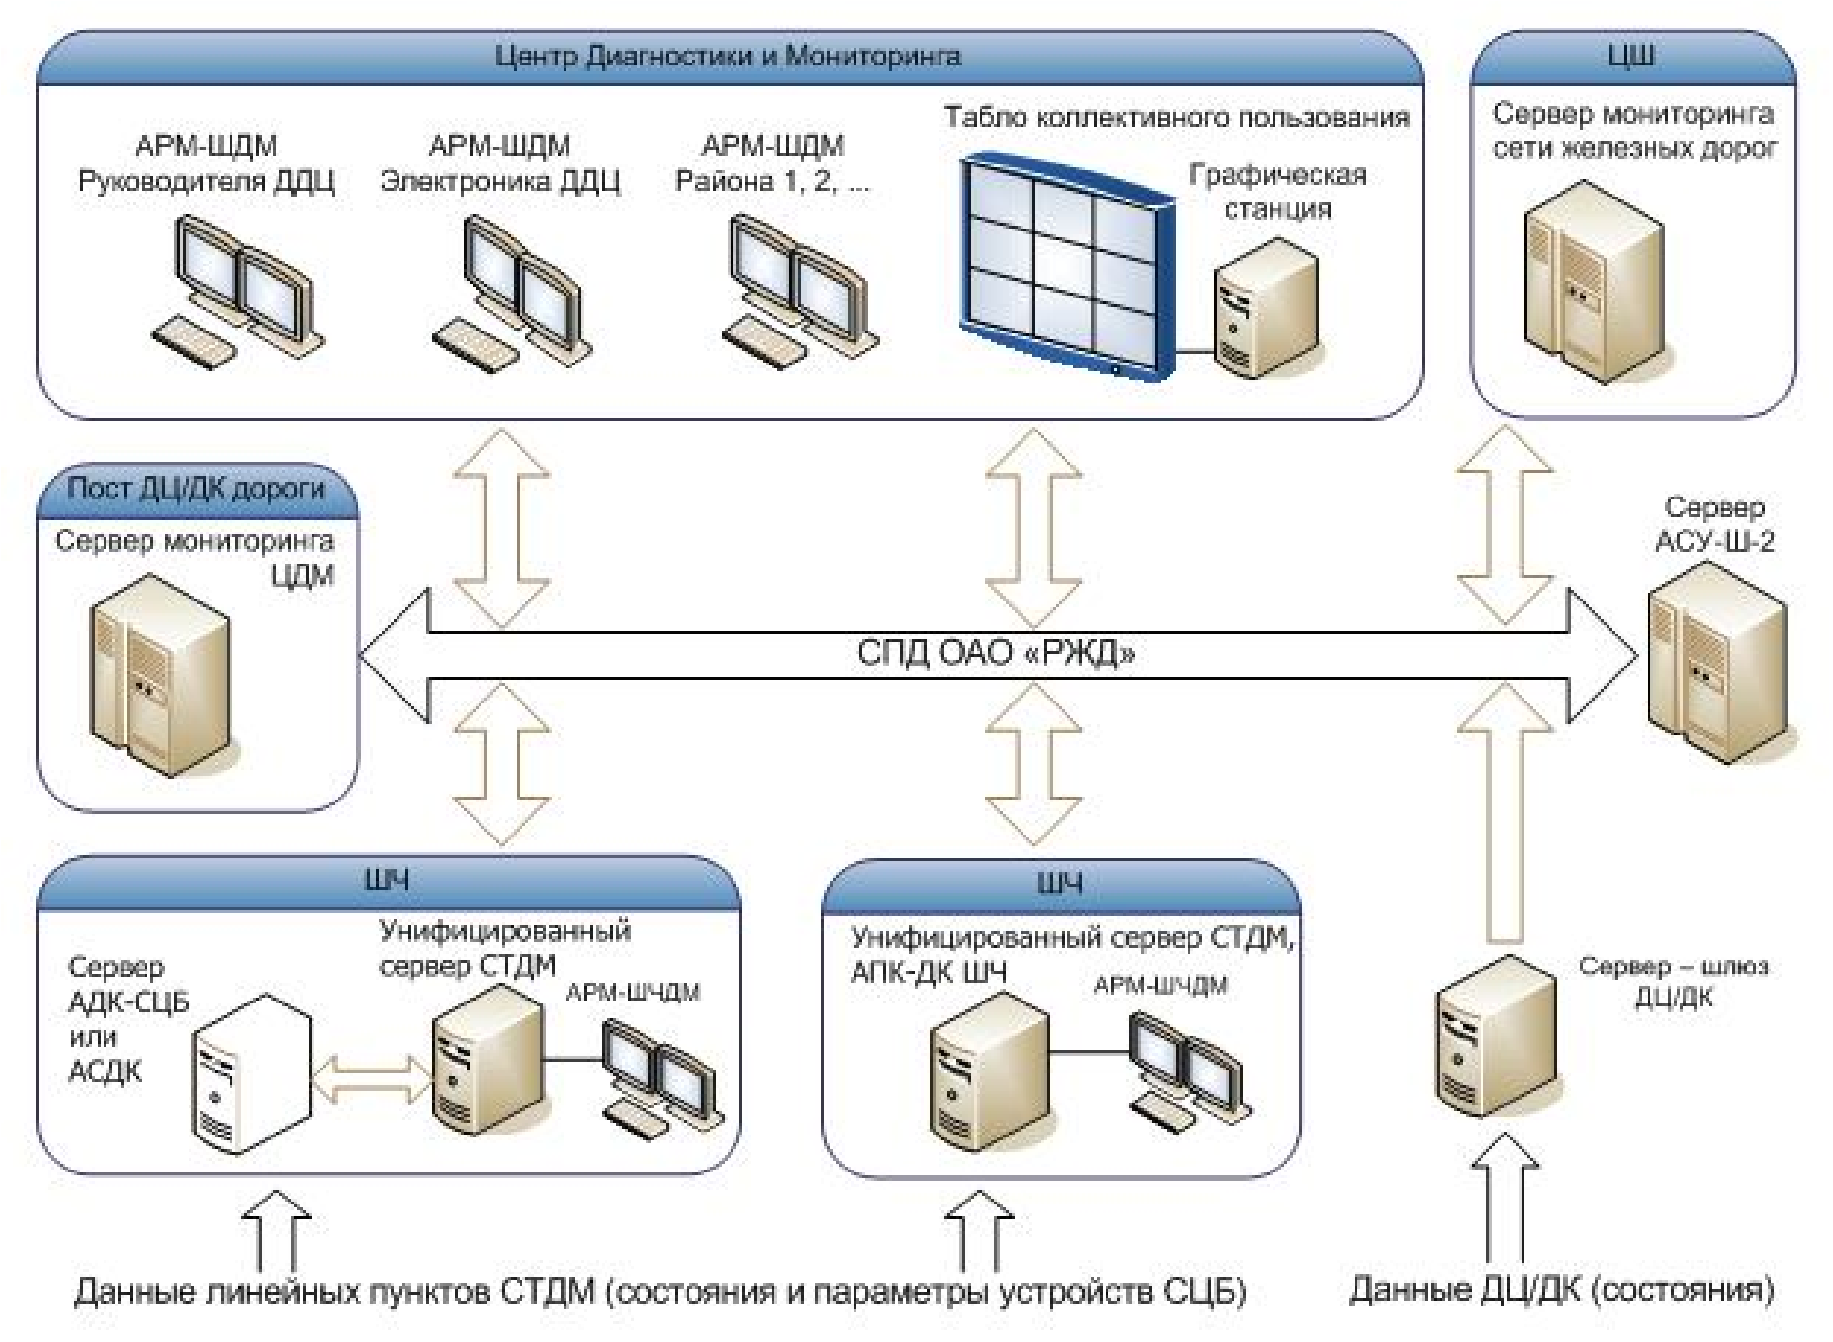 Центр Диагностики и Мониторинга
ЦШ
АРМ-ШДМ
Руководителя ДДЦ
АРМ-ШДМ
Электроника ДДЦ
АРМ-ШДМ
Района 1, 2, ...
Табло коллективного пользования
Графическая
станция
Сервер мониторинга
сети железных дорог
Пост ДЦ/ДК дороги
Сервер мониторинга
ЦДМ
Сервер
АСУ-Ш-2
СПД ОАО «РЖД»
ШЧ
Сервер
АДК-СЦБ
или
АСДК
Унифицированный
сервер СТДМ
АРМ-ШЧДМ
ШЧ
Унифицированный сервер СТДМ,
АПК-ДК ШЧ
АРМ-ШЧДМ
Сервер – шлюз
ДЦ/ДК
Данные линейных пунктов СТДМ (состояния и параметры устройств СЦБ)
Данные ДЦ/ДК (состояния)